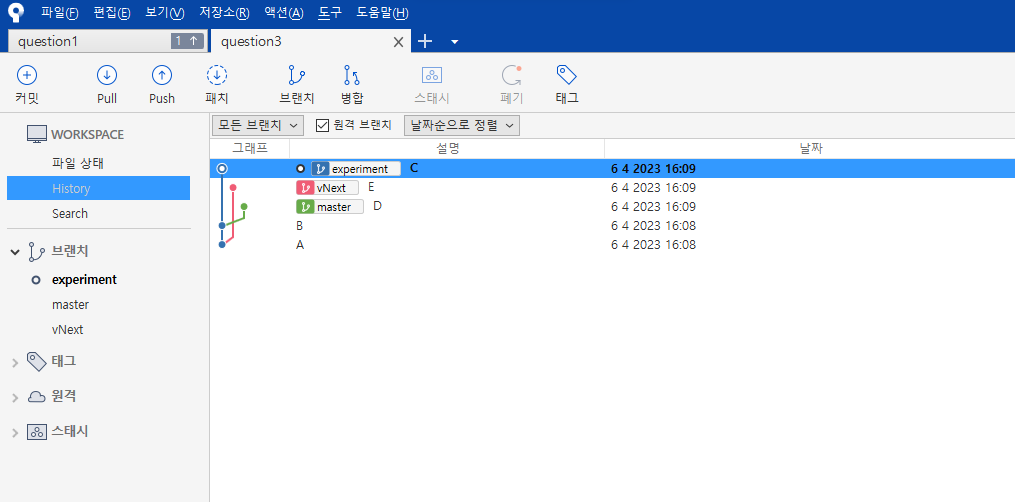 파일(F) 편집(E) 보기(V) 저장소(R) 액션(A) 도구 도움말(H)
question1 1 ↑ question3
커밋 Pull Push 패치 브랜치 병합 스태시 폐기 태그
WORKSPACE
파일 상태
History
Search
브랜치
experiment
master
vNext
태그
원격
스태시
모든 브랜치 원격 브랜치 날짜순으로 정렬
그래프 설명 날짜
experiment C 6 4 2023 16:09
vNext E 6 4 2023 16:09
master D 6 4 2023 16:09
B 6 4 2023 16:08
A 6 4 2023 16:08